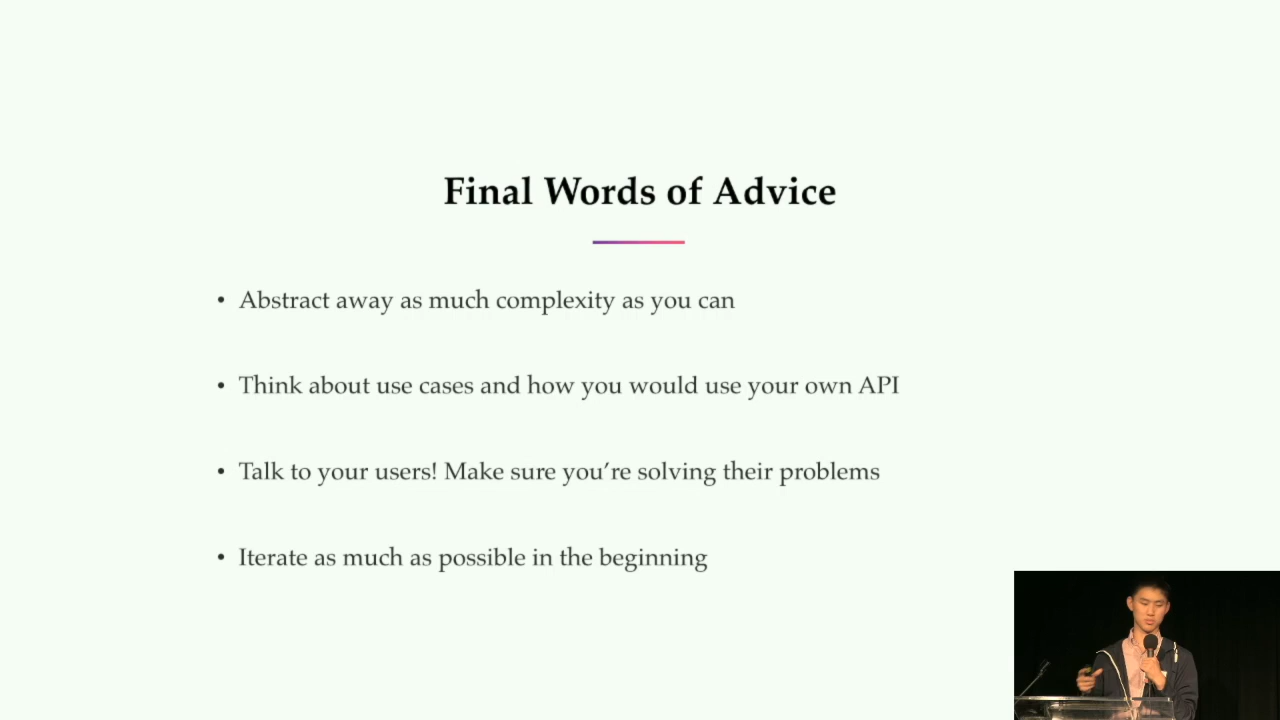 Final Words of Advice
• Abstract away as much complexity as you can
• Think about use cases and how you would use your own API
• Talk to your users! Make sure you’re solving their problems
• Iterate as much as possible in the beginning